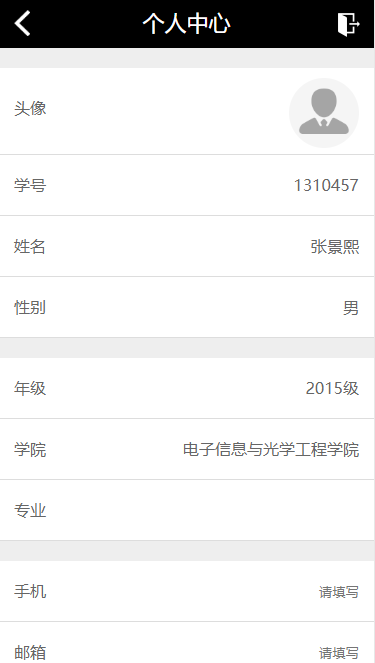 个人中心
头像
学号 1310457
姓名 张景熙
性别 男
年级 2015级
学院 电子信息与光学工程学院
专业
手机 请填写
邮箱 请填写